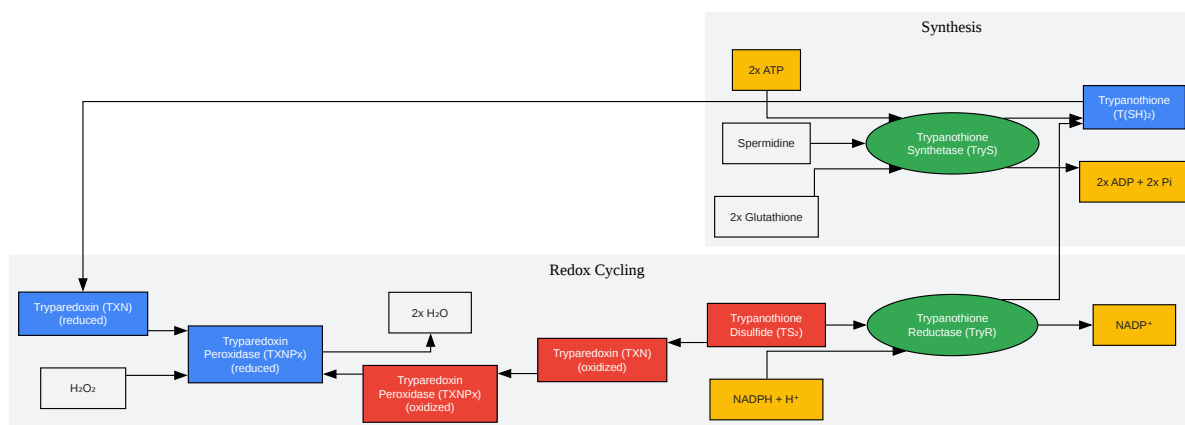 Synthesis
2x ATP
Trypanothione
(T(SH)₂)
Spermidine
Trypanothione
Synthetase (TryS)
2x ADP + 2x Pi
2x Glutathione
Redox Cycling
Tryparedoxin (TXN)
(reduced)
2x H₂O
Trypanothione
Disulfide (TS₂)
Trypanothione
Reductase (TryR)
NADP⁺
Tryparedoxin
Peroxidase (TXNPx)
(reduced)
Tryparedoxin (TXN)
(oxidized)
H₂O₂
Tryparedoxin
Peroxidase (TXNPx)
(oxidized)
NADPH + H⁺